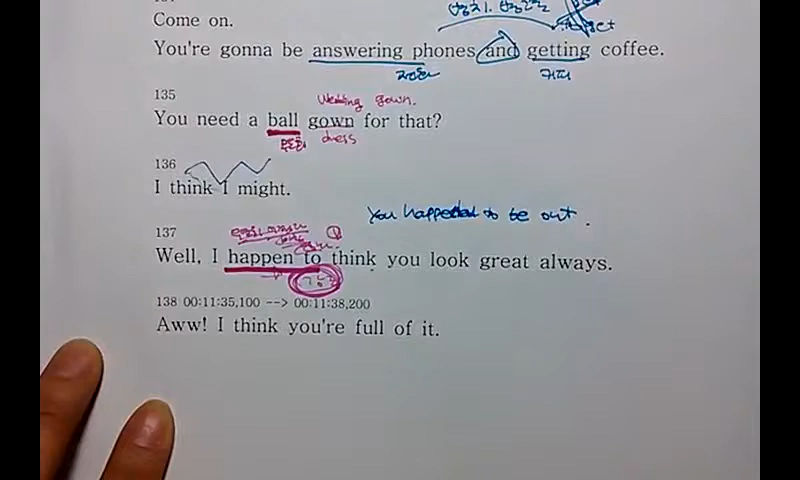 Come on.
You're gonna be answering phones and getting coffee.
커피
135
Wedding gown.
You need a ball gown for that?
dress
136
I think I might.
You happened to be out.
137
Well, I happen to think you look great always.
138 00:11:35,100 --> 00:11:38,200
Aww! I think you're full of it.